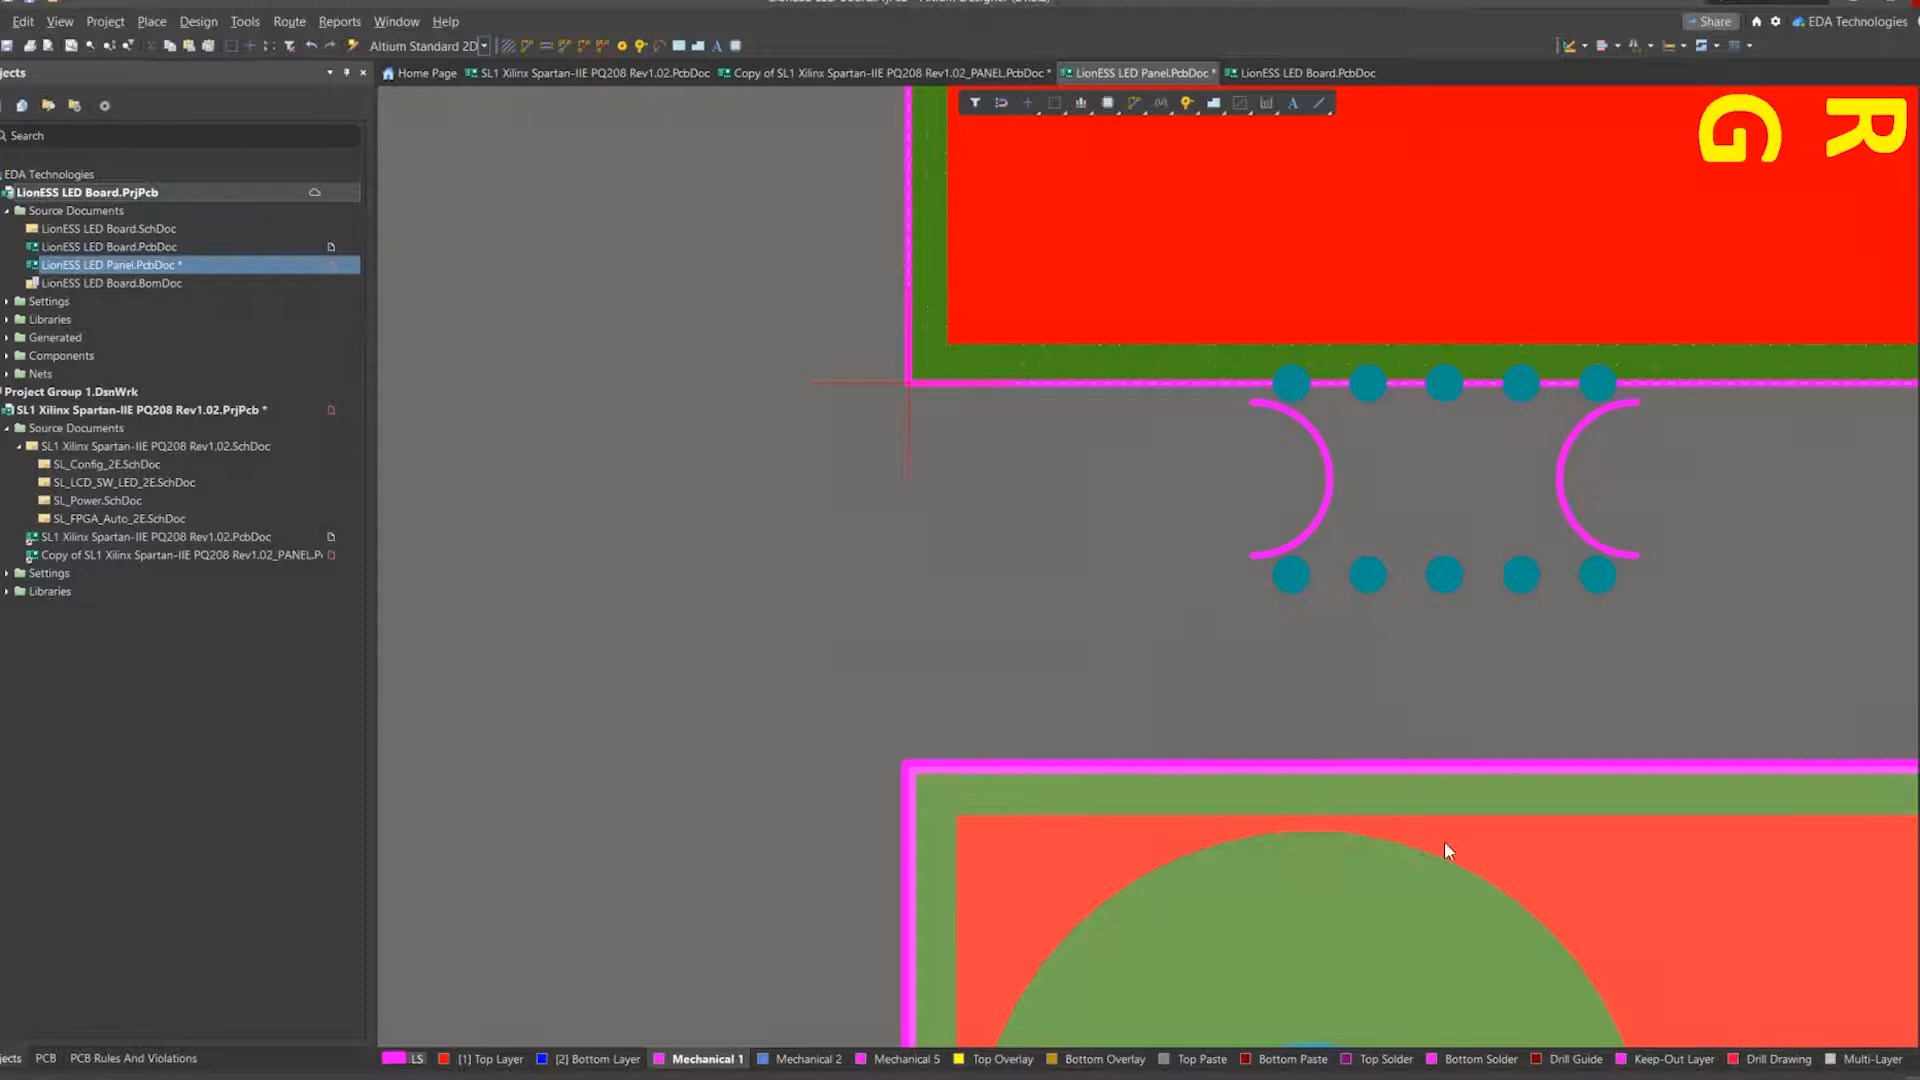 Edit View Project Place Design Tools Route Reports Window Help
Share EDA Technologies
Altium Standard 2D
Home Page SL1 Xilinx Spartan-IIE PQ208 Rev1.02.PcbDoc Copy of SL1 Xilinx Spartan-IIE PQ208 Rev1.02_PANEL.PcbDoc * LionESS LED Panel.PcbDoc * LionESS LED Board.PcbDoc
jects
Search
EDA Technologies
LionESS LED Board.PrjPcb
Source Documents
LionESS LED Board.SchDoc
LionESS LED Board.PcbDoc
LionESS LED Panel.PcbDoc *
LionESS LED Board.BomDoc
Settings
Libraries
Generated
Components
Nets
Project Group 1.DsnWrk
SL1 Xilinx Spartan-IIE PQ208 Rev1.02.PrjPcb *
Source Documents
SL1 Xilinx Spartan-IIE PQ208 Rev1.02.SchDoc
SL_Config_2E.SchDoc
SL_LCD_SW_LED_2E.SchDoc
SL_Power.SchDoc
SL_FPGA_Auto_2E.SchDoc
SL1 Xilinx Spartan-IIE PQ208 Rev1.02.PcbDoc
Copy of SL1 Xilinx Spartan-IIE PQ208 Rev1.02_PANEL.P
Settings
Libraries
R
G
jects PCB PCB Rules And Violations
LS [1] Top Layer [2] Bottom Layer Mechanical 1 Mechanical 2 Mechanical 5 Top Overlay Bottom Overlay Top Paste Bottom Paste Top Solder Bottom Solder Drill Guide Keep-Out Layer Drill Drawing Multi-Layer